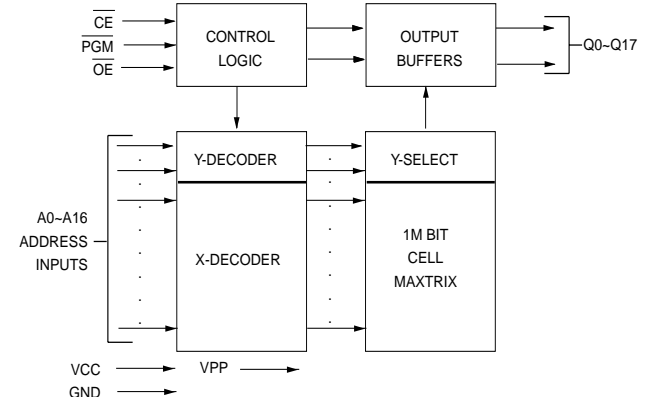 CE
PGM
OE
CONTROL
LOGIC
OUTPUT
BUFFERS
Q0~Q17
A0~A16
ADDRESS
INPUTS
Y-DECODER
X-DECODER
Y-SELECT
1M BIT
CELL
MAXTRIX
VCC
GND
VPP